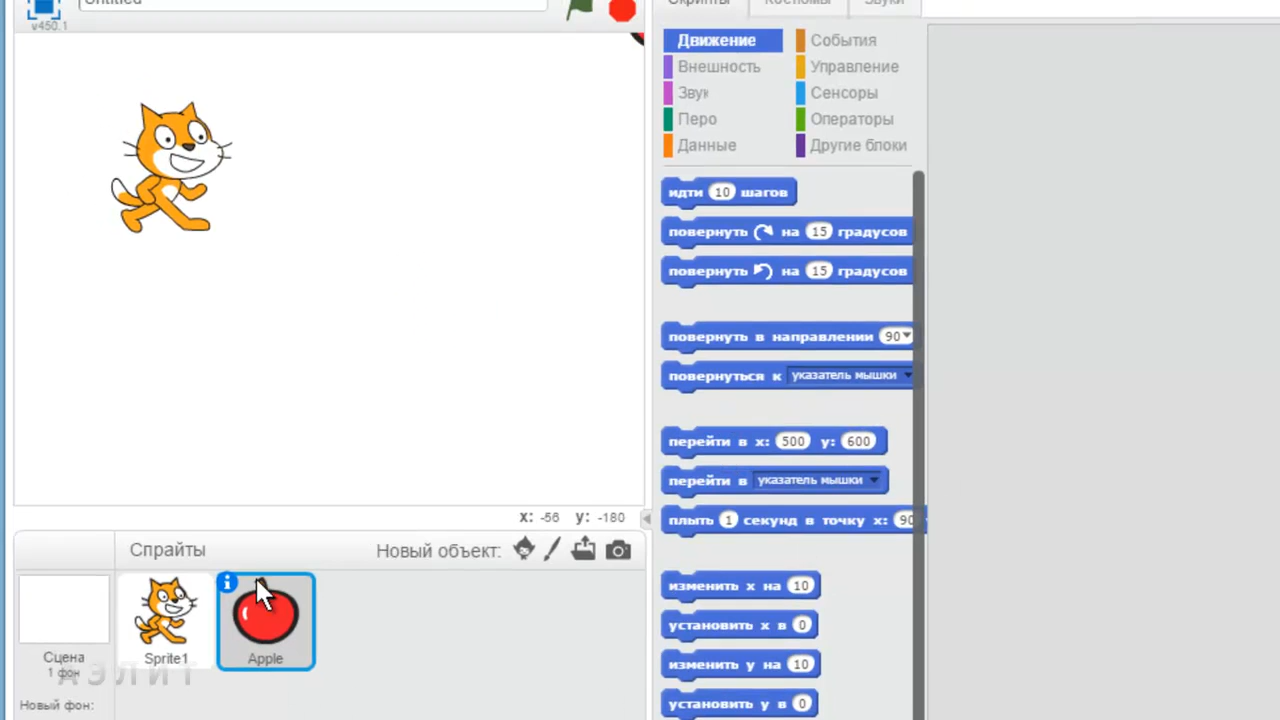 Untitled
v450.1
Скрипты Костюмы Звуки
Движение События
Внешность Управление
Звук Сенсоры
Перо Операторы
Данные Другие блоки
идти 10 шагов
повернуть на 15 градусов
повернуть на 15 градусов
повернуть в направлении 90
повернуться к указатель мышки
перейти в x: 500 y: 600
перейти в указатель мышки
плыть 1 секунд в точку x: 90
изменить x на 10
установить x в 0
изменить y на 10
установить y в 0
x: -56 y: -180
Спрайты Новый объект:
Sprite1 Apple
Сцена
1 фон
АЭЛИТ
Новый фон: